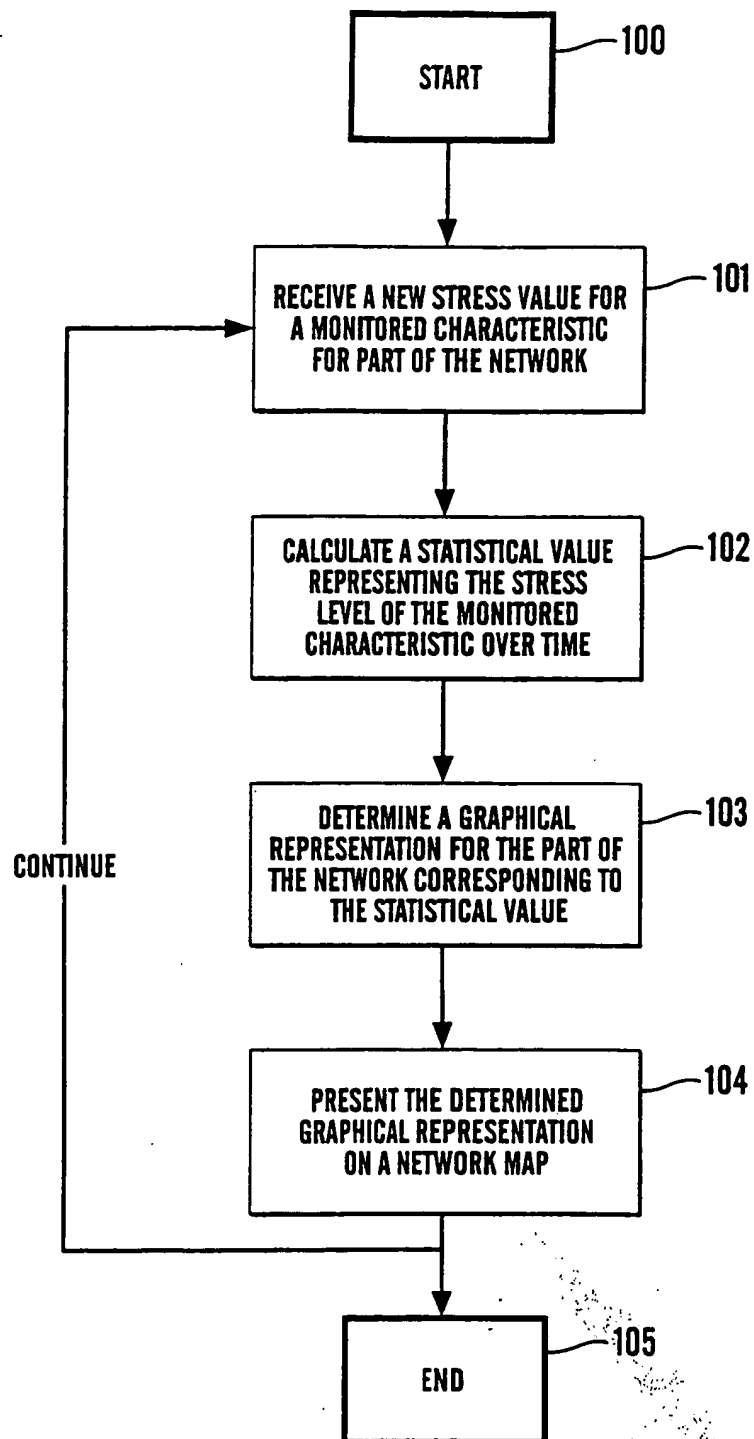 START
100
RECEIVE A NEW STRESS VALUE FOR
A MONITORED CHARACTERISTIC
FOR PART OF THE NETWORK
101
CALCULATE A STATISTICAL VALUE
REPRESENTING THE STRESS
LEVEL OF THE MONITORED
CHARACTERISTIC OVER TIME
102
DETERMINE A GRAPHICAL
REPRESENTATION FOR THE PART OF
THE NETWORK CORRESPONDING TO
THE STATISTICAL VALUE
103
CONTINUE
PRESENT THE DETERMINED
GRAPHICAL REPRESENTATION
ON A NETWORK MAP
104
END
105